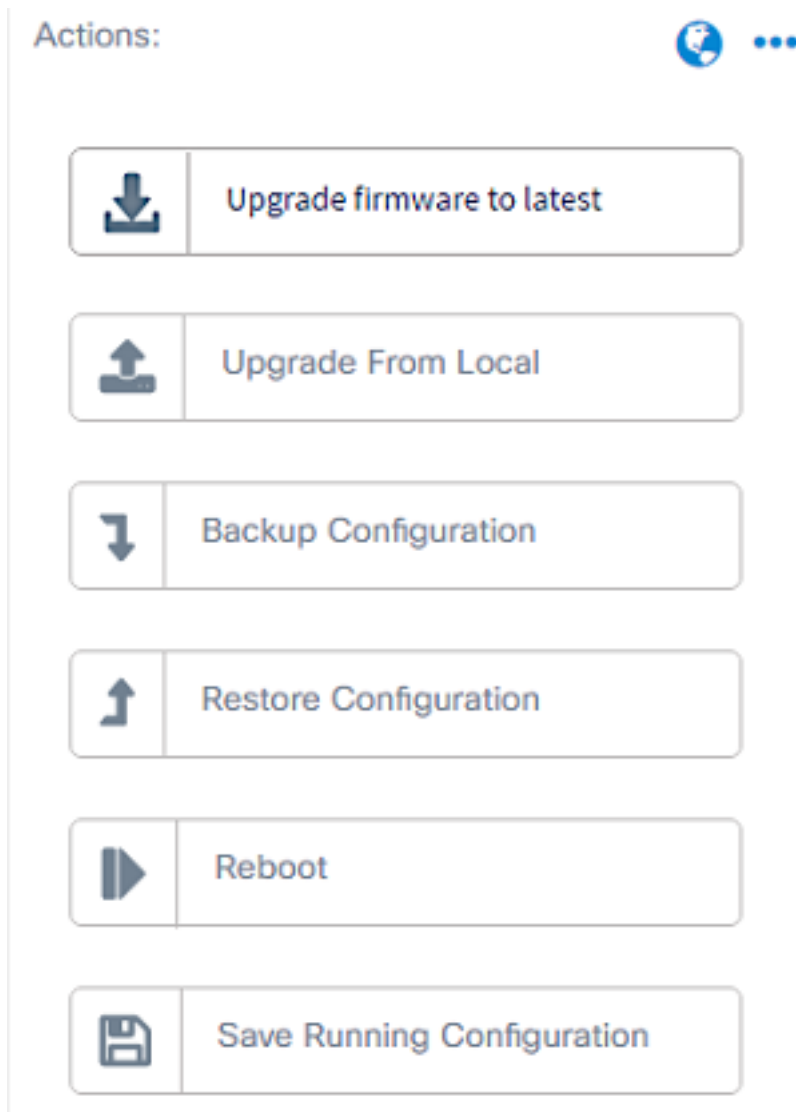 Actions:
Upgrade firmware to latest
Upgrade From Local
Backup Configuration
Restore Configuration
Reboot
Save Running Configuration